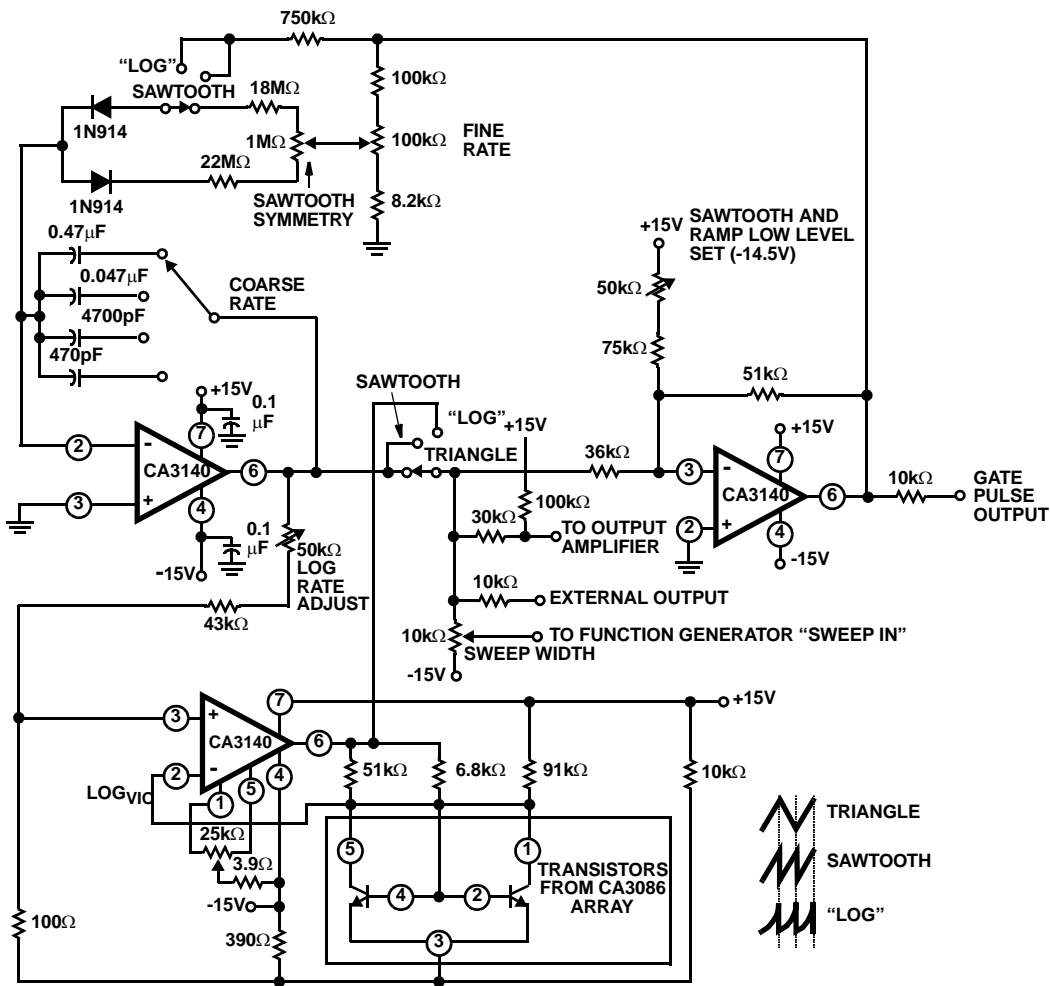 750kΩ
“LOG”
SAWTOOTH
18MΩ
100kΩ
1N914
1MΩ
100kΩ
FINE
RATE
22MΩ
1N914
SAWTOOTH
SYMMETRY
8.2kΩ
0.47μF
0.047μF
4700pF
470pF
COARSE
RATE
+15V
SAWTOOTH AND
RAMP LOW LEVEL
SET (-14.5V)
50kΩ
75kΩ
51kΩ
+15V
0.1
μF
7
2
-
CA3140
6
3
+
4
0.1
μF
-15V
SAWTOOTH
“LOG”
+15V
TRIANGLE
36kΩ
100kΩ
30kΩ
TO OUTPUT
AMPLIFIER
+15V
7
3
-
CA3140
6
2
+
4
-15V
10kΩ
GATE
PULSE
OUTPUT
50kΩ
LOG
RATE
ADJUST
43kΩ
10kΩ
EXTERNAL OUTPUT
10kΩ
TO FUNCTION GENERATOR “SWEEP IN”
SWEEP WIDTH
-15V
7
+15V
3
+
CA3140
6
2
-
4
5
1
LOGVIO
51kΩ
6.8kΩ
91kΩ
10kΩ
25kΩ
3.9Ω
-15V
390Ω
100Ω
5
1
TRANSISTORS
FROM CA3086
ARRAY
4
2
3
TRIANGLE
SAWTOOTH
“LOG”